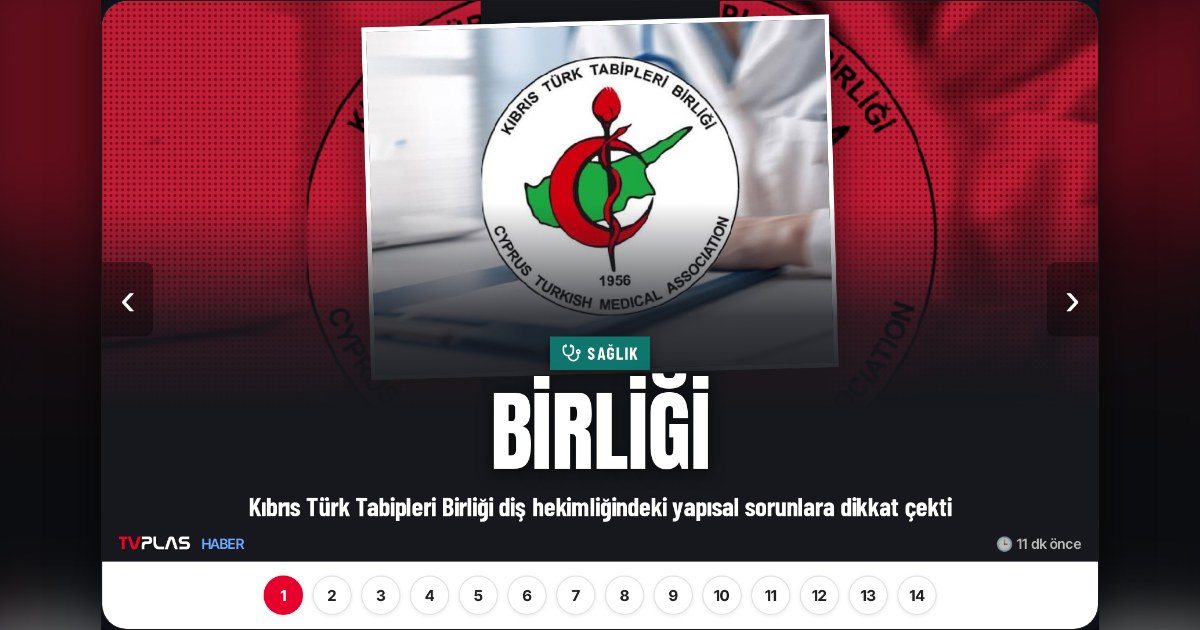 KIBRIS TÜRK TABİPLERİ BİRLİĞİ
1956
CYPRUS TURKISH MEDICAL ASSOCIATION
SAĞLIK
BİRLİĞİ
Kıbrıs Türk Tabipleri Birliği diş hekimliğindeki yapısal sorunlara dikkat çekti
TVPLAS HABER
11 dk önce
1 2 3 4 5 6 7 8 9 10 11 12 13 14